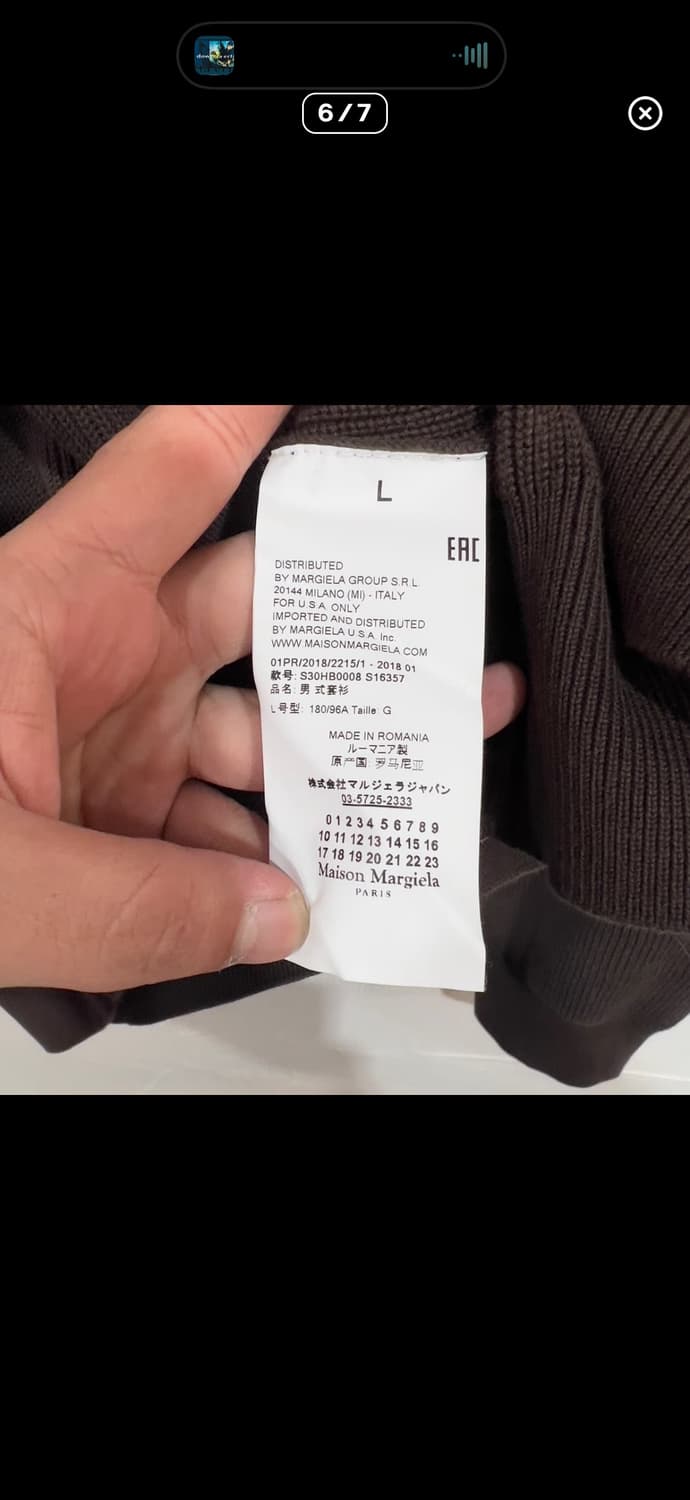 6/7
L
EAC
DISTRIBUTED
BY MARGIELA GROUP S.R.L.
20144 MILANO (MI) - ITALY
FOR U.S.A. ONLY
IMPORTED AND DISTRIBUTED
BY MARGIELA U.S.A. Inc.
WWW.MAISONMARGIELA.COM
01PR/2018/2215/1 - 2018 01
款号: S30HB0008 S16357
品名: 男 式套衫
L号型: 180/96A Taille: G
MADE IN ROMANIA
ルーマニア製
原产国: 罗马尼亚
株式会社マルジェラジャパン
03-5725-2333
0 1 2 3 4 5 6 7 8 9
10 11 12 13 14 15 16
17 18 19 20 21 22 23
Maison Margiela
PARIS